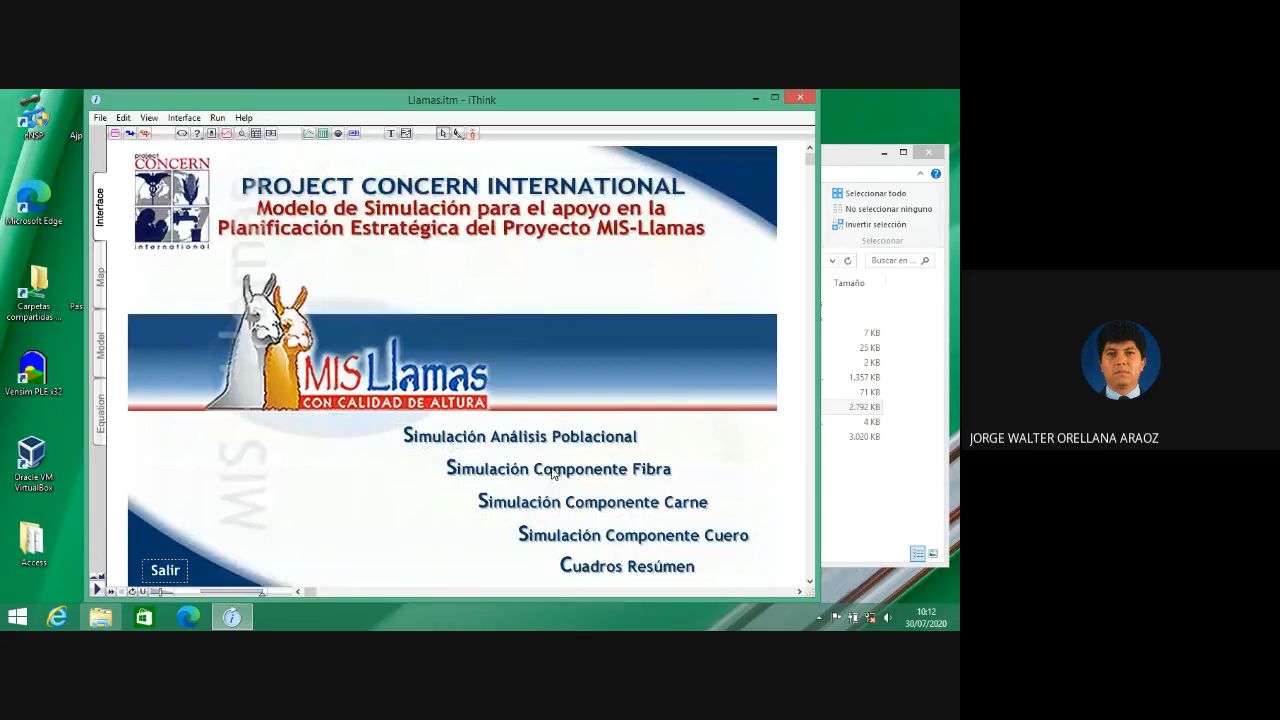 Llamas.itm - iThink
File Edit View Interface Run Help
Interface
Map
Model
Equation
project
CONCERN
international
PROJECT CONCERN INTERNATIONAL
Modelo de Simulación para el apoyo en la
Planificación Estratégica del Proyecto MIS-Llamas
MIS Llamas
CON CALIDAD DE ALTURA
Simulación Análisis Poblacional
Simulación Componente Fibra
Simulación Componente Carne
Simulación Componente Cuero
Cuadros Resúmen
Salir
eNSP
Microsoft Edge
Carpetas
compartidas ...
Vensim PLE x32
Oracle VM
VirtualBox
Access
Seleccionar todo
No seleccionar ninguno
Invertir selección
Seleccionar
Buscar en ...
Tamaño
7 KB
25 KB
2 KB
1.357 KB
71 KB
2.792 KB
4 KB
3.020 KB
10:12
30/07/2020
JORGE WALTER ORELLANA ARAOZ